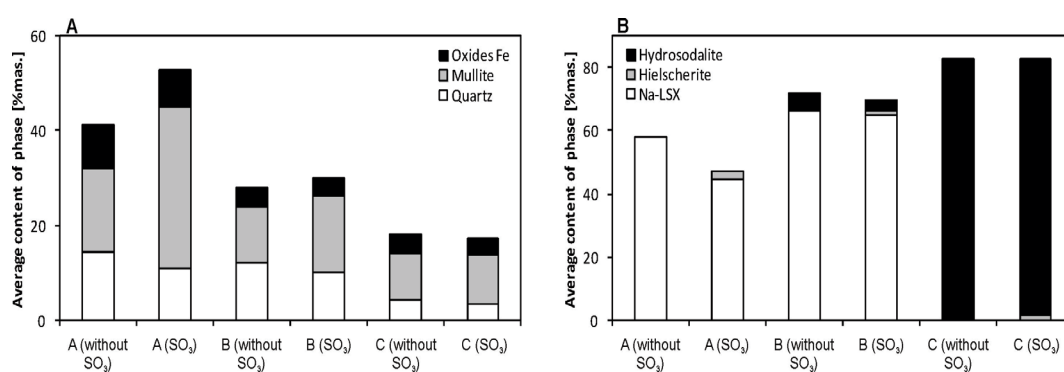 A
Average content of phase [%mas.]
60
40
20
0
Oxides Fe
Mullite
Quartz
A (without
SO₃)
A (SO₃)
B (without
SO₃)
B (SO₃)
C (without
SO₃)
C (SO₃)
B
Average content of phase [%mas.]
80
60
40
20
0
Hydrosodalite
Hielscherite
Na-LSX
A (without
SO₃)
A (SO₃)
B (without
SO₃)
B (SO₃)
C (without
SO₃)
C (SO₃)